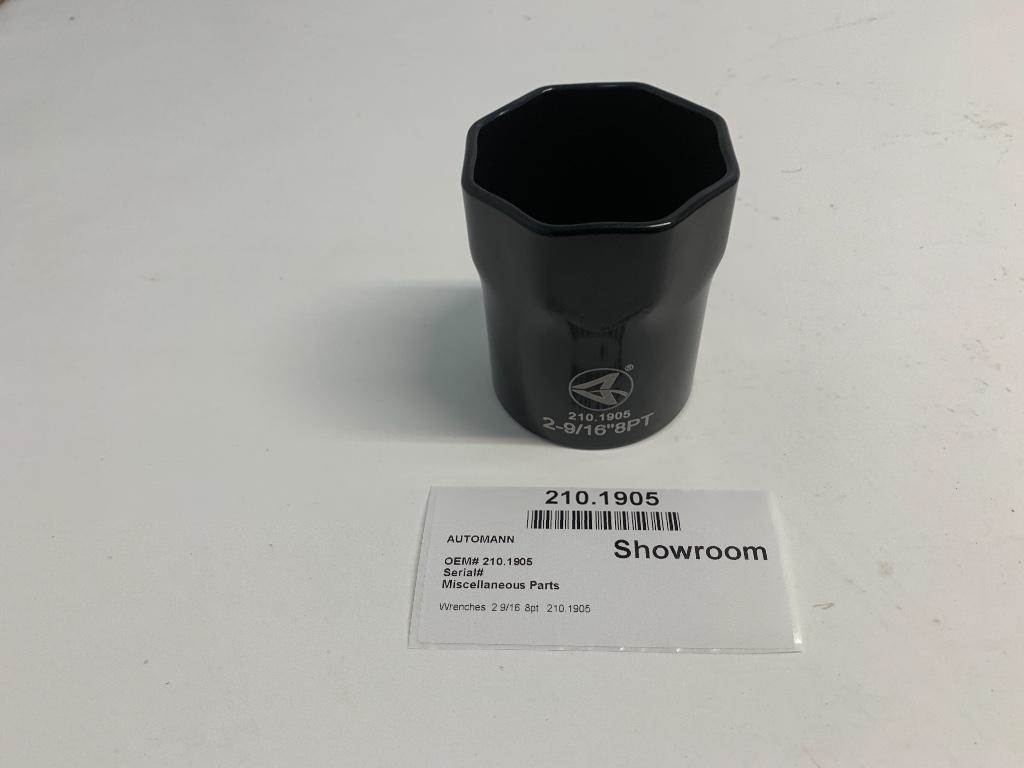 ®
210.1905
2-9/16"8PT
210.1905
AUTOMANN
Showroom
OEM# 210.1905
Serial#
Miscellaneous Parts
Wrenches 2 9/16 8pt 210.1905